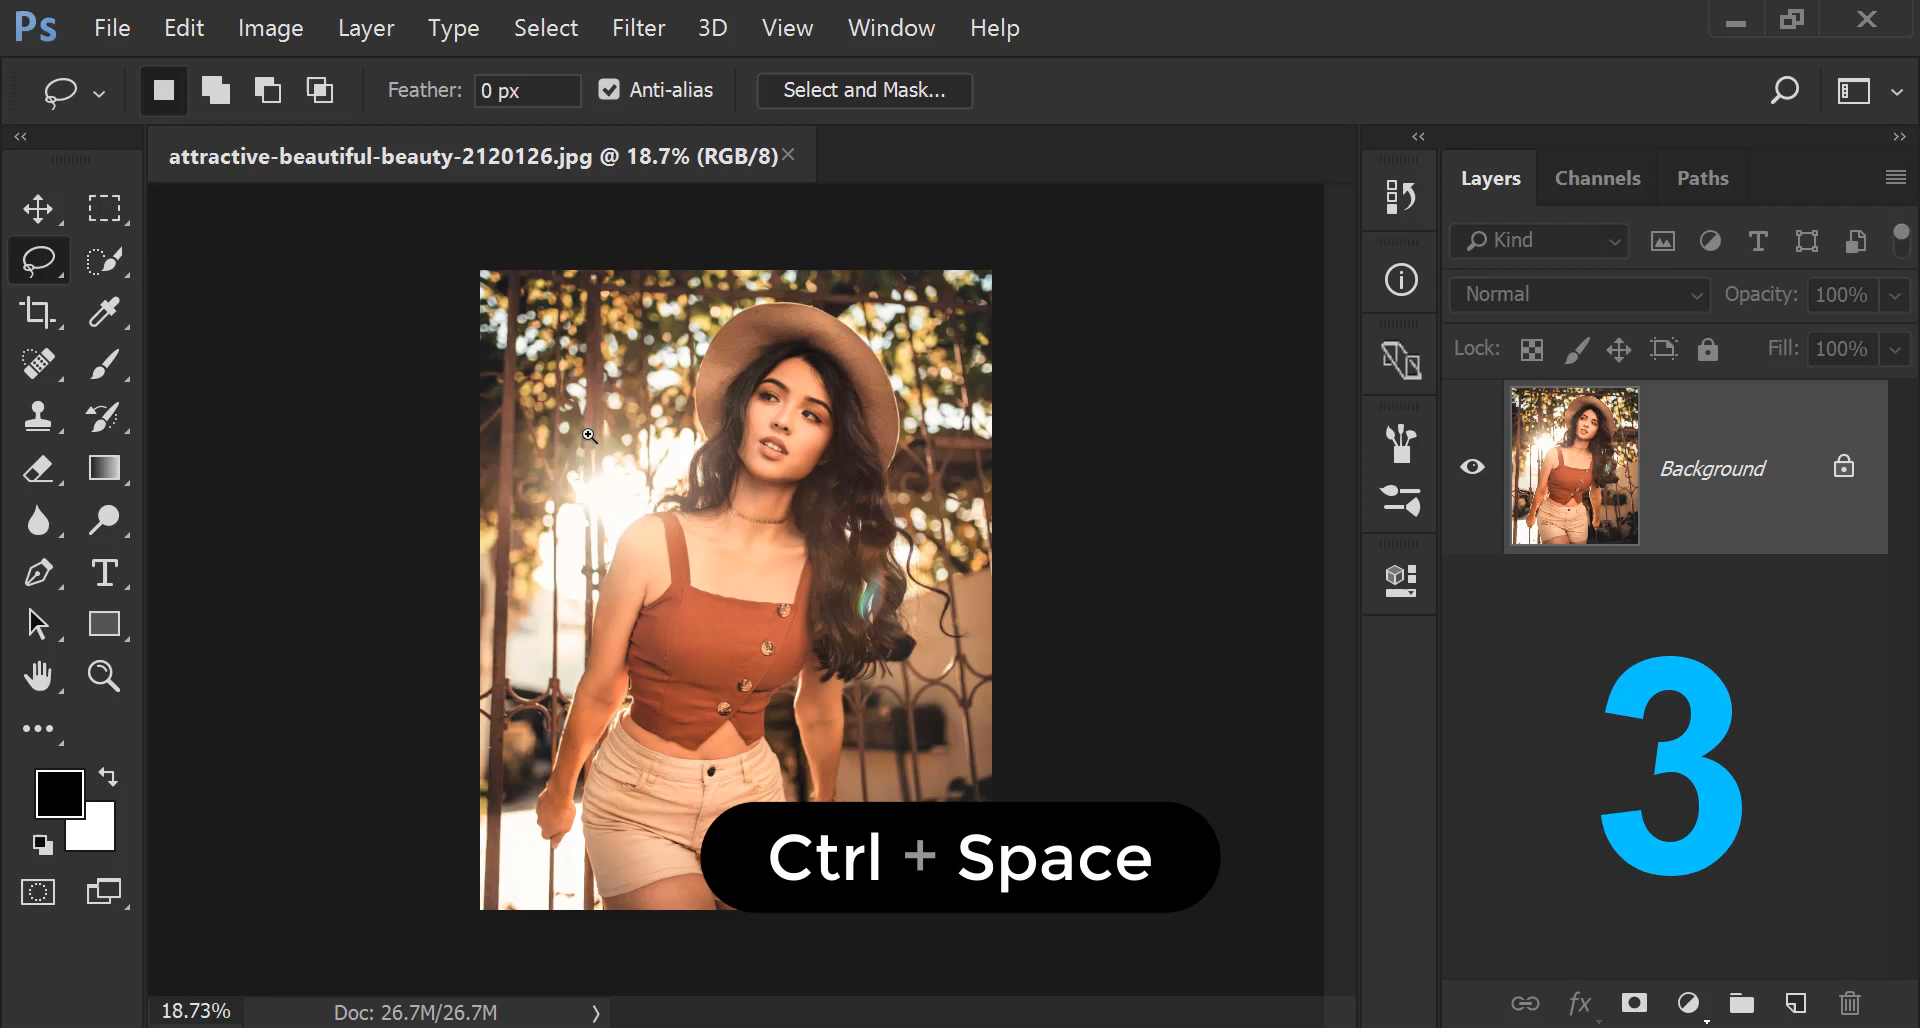 Ps File Edit Image Layer Type Select Filter 3D View Window Help
Feather: 0 px Anti-alias Select and Mask...
attractive-beautiful-beauty-2120126.jpg @ 18.7% (RGB/8)
Layers Channels Paths
Kind
Normal Opacity: 100%
Lock: Fill: 100%
Background
3
Ctrl + Space
18.73% Doc: 26.7M/26.7M
fx